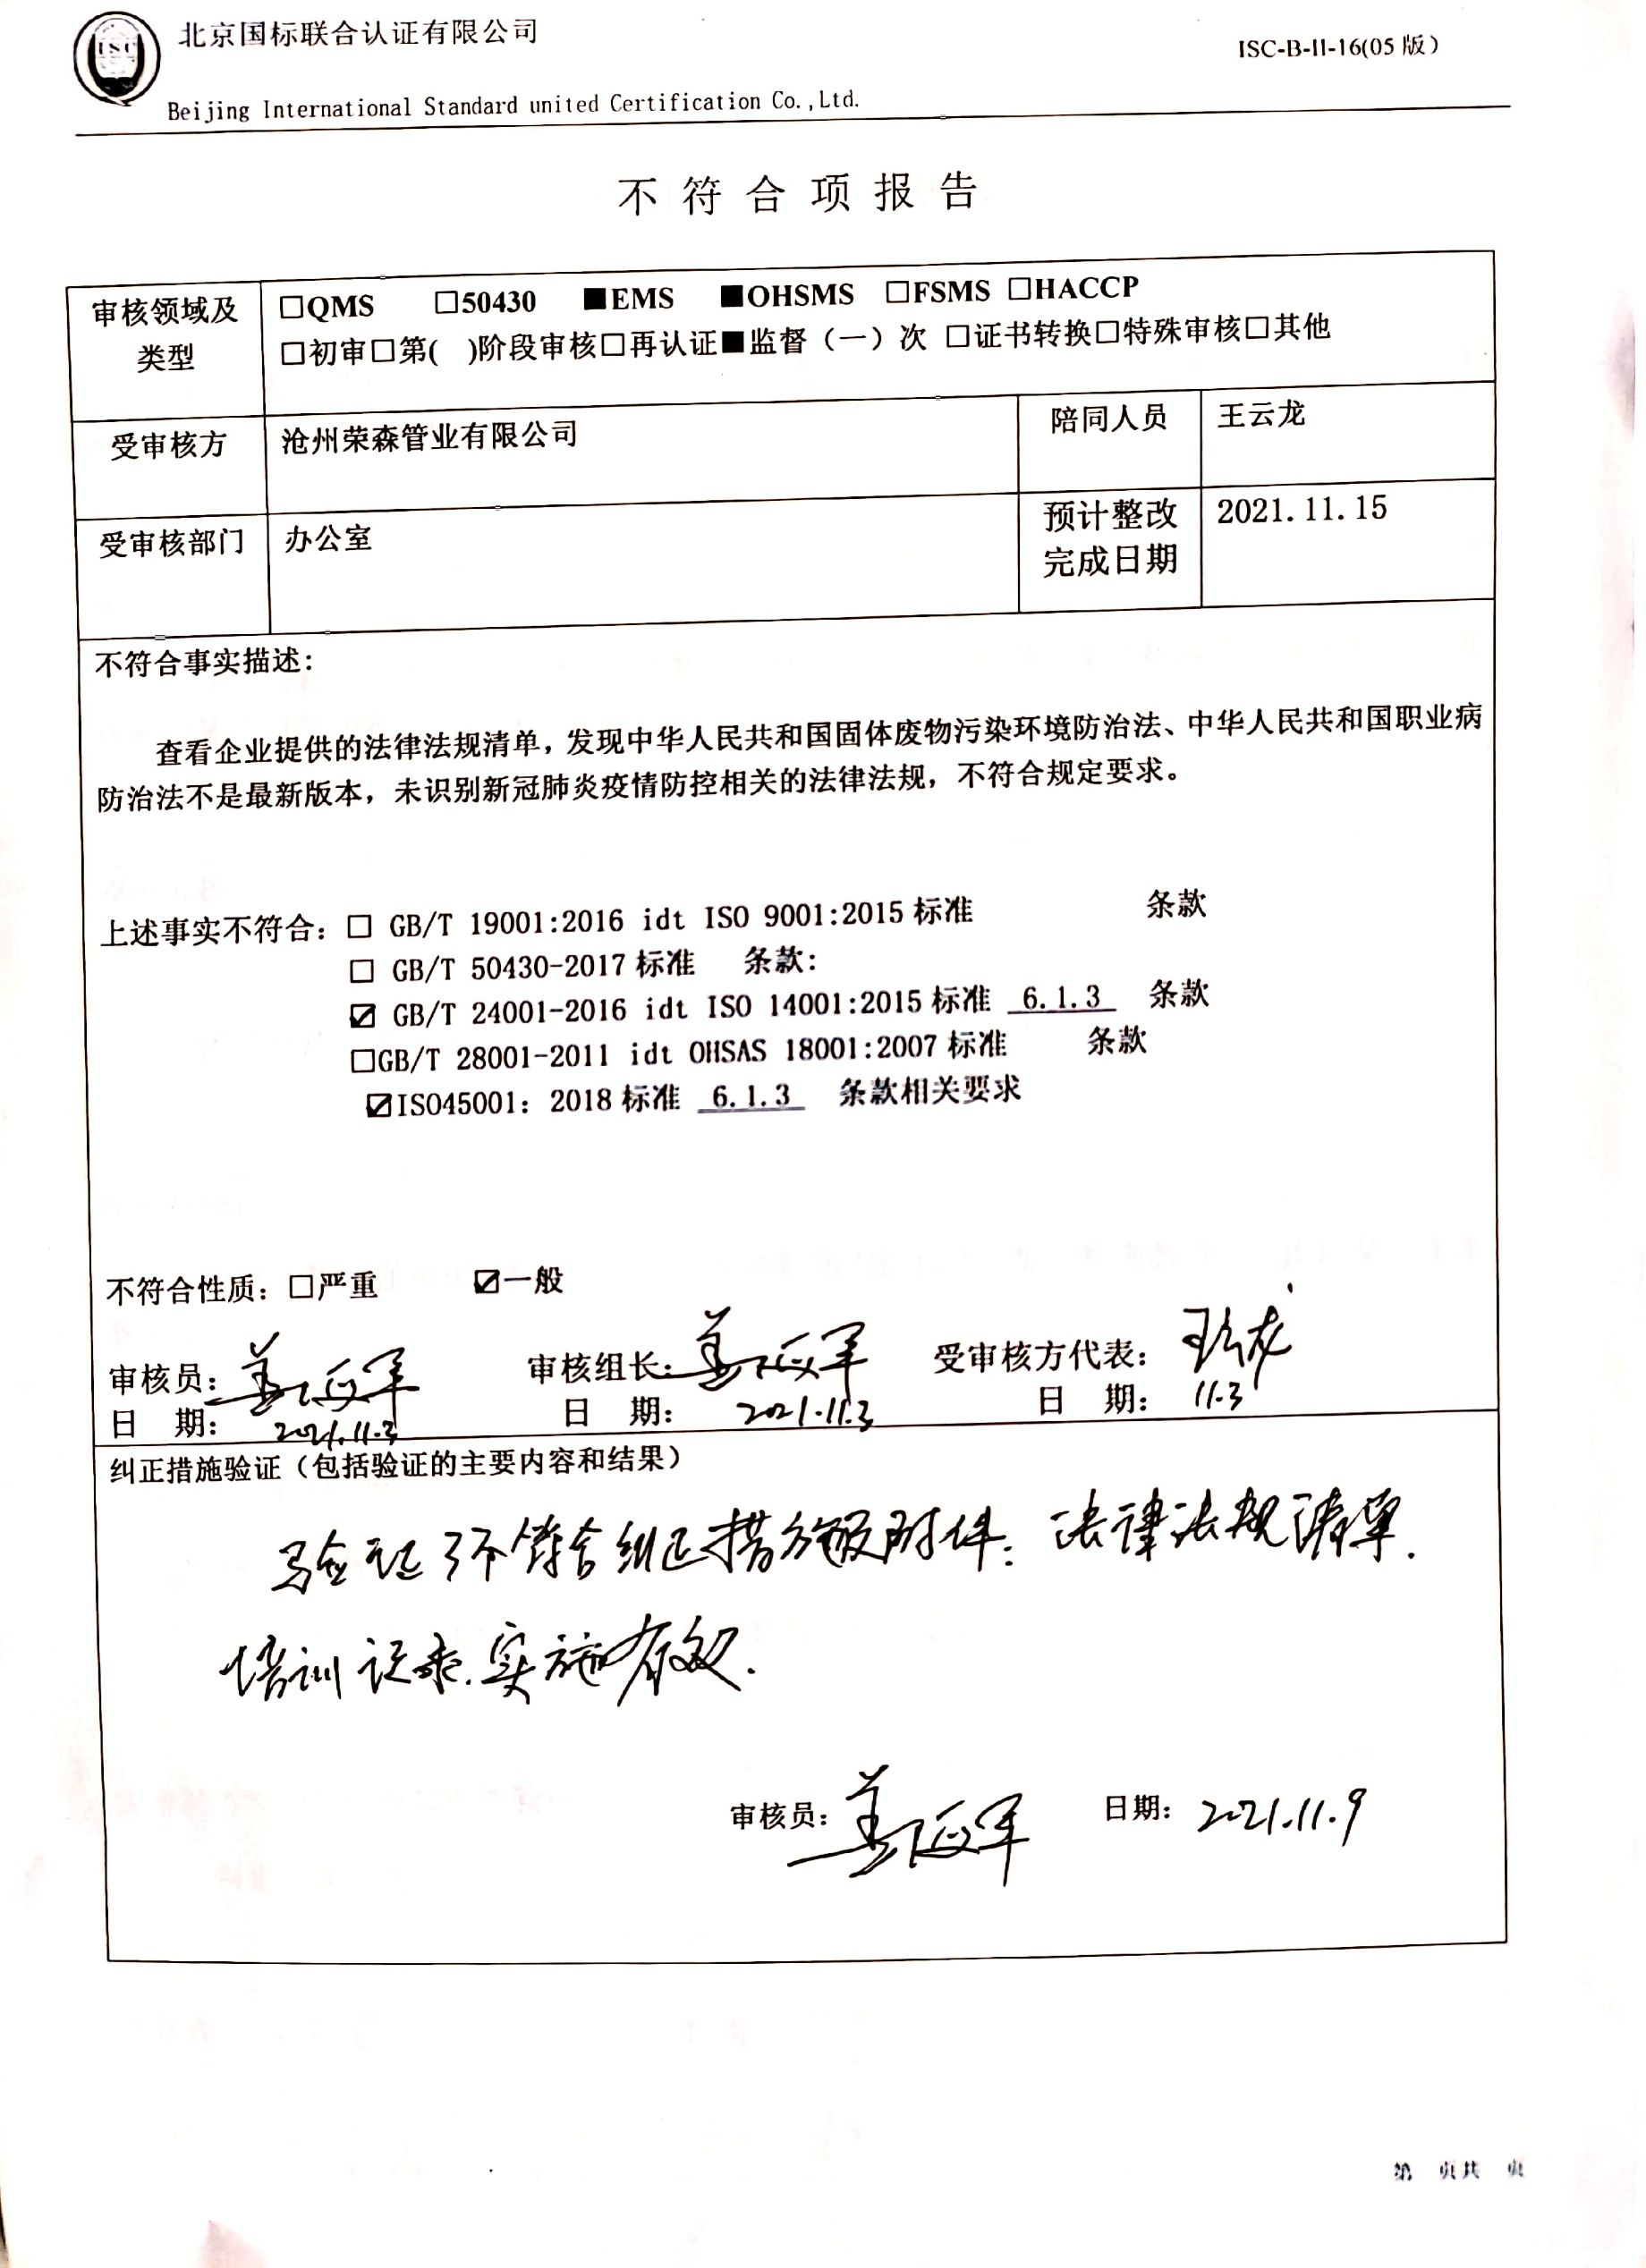 北京国标联合认证有限公司
ISC-B-II-16(05 版)
Beijing International Standard united Certification Co.,Ltd.
不符合项报告
审核领域及类型
□QMS □50430 ■EMS ■OHSMS □FSMS □HACCP
□初审□第( )阶段审核□再认证■监督（一）次 □证书转换□特殊审核□其他
受审核方 沧州荣森管业有限公司 陪同人员 王云龙
受审核部门 办公室 预计整改完成日期 2021.11.15
不符合事实描述：
查看企业提供的法律法规清单，发现中华人民共和国固体废物污染环境防治法、中华人民共和国职业病
防治法不是最新版本，未识别新冠肺炎疫情防控相关的法律法规，不符合规定要求。
上述事实不符合：□ GB/T 19001:2016 idt ISO 9001:2015 标准 条款
□ GB/T 50430-2017 标准 条款：
☑ GB/T 24001-2016 idt ISO 14001:2015 标准 6.1.3 条款
□GB/T 28001-2011 idt OHSAS 18001:2007 标准 条款
☑ISO45001：2018 标准 6.1.3 条款相关要求
不符合性质：□严重 ☑一般
审核员： 审核组长： 受审核方代表：王云龙
日 期：2021.11.3 日 期：2021.11.3 日 期：11.3
纠正措施验证（包括验证的主要内容和结果）
验证了不符合纠正措施及附件：法律法规清单.
培训记录.实施有效.
审核员： 日期：2021.11.9
第 页共 页